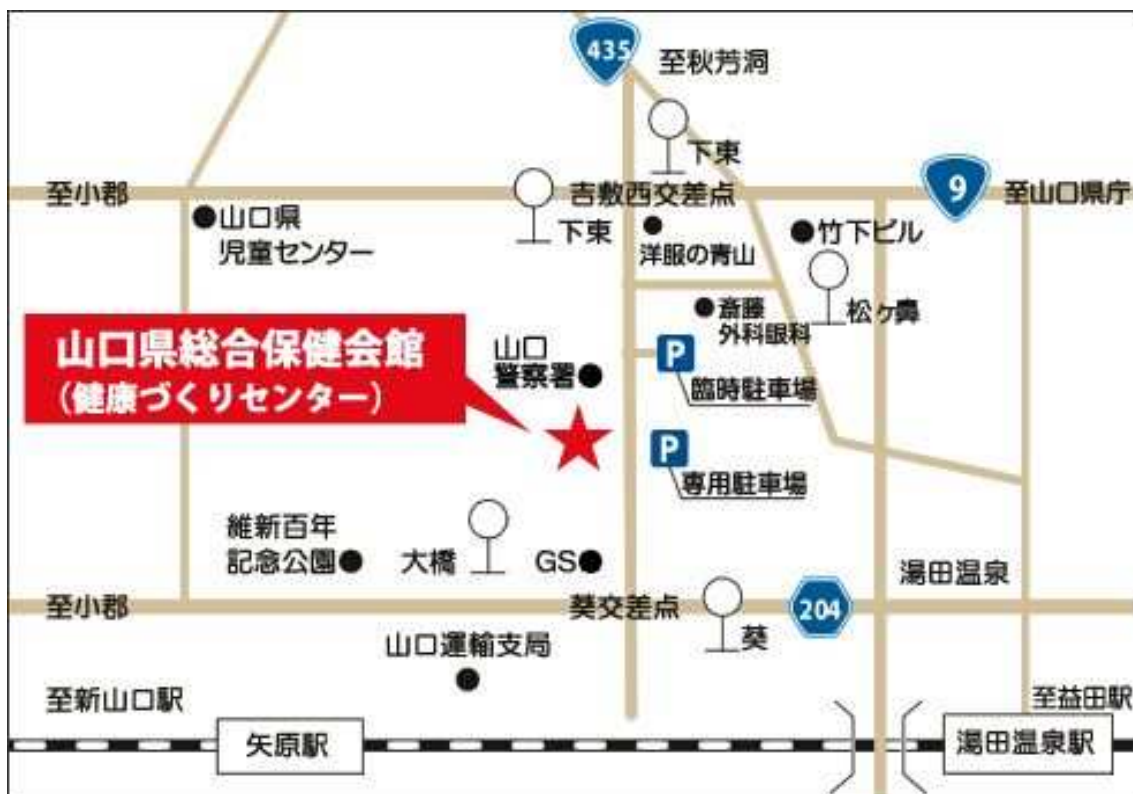 435
至秋芳洞
下東
至小郡
吉敷西交差点
9
至山口県庁
山口県
児童センター
下東
洋服の青山
竹下ビル
松ヶ鼻
斎藤
外科眼科
山口県総合保健会館
(健康づくりセンター)
山口
警察署
P
臨時駐車場
P
専用駐車場
維新百年
記念公園
大橋
GS
湯田温泉
至小郡
葵交差点
204
葵
山口運輸支局
至新山口駅
至益田駅
矢原駅
湯田温泉駅